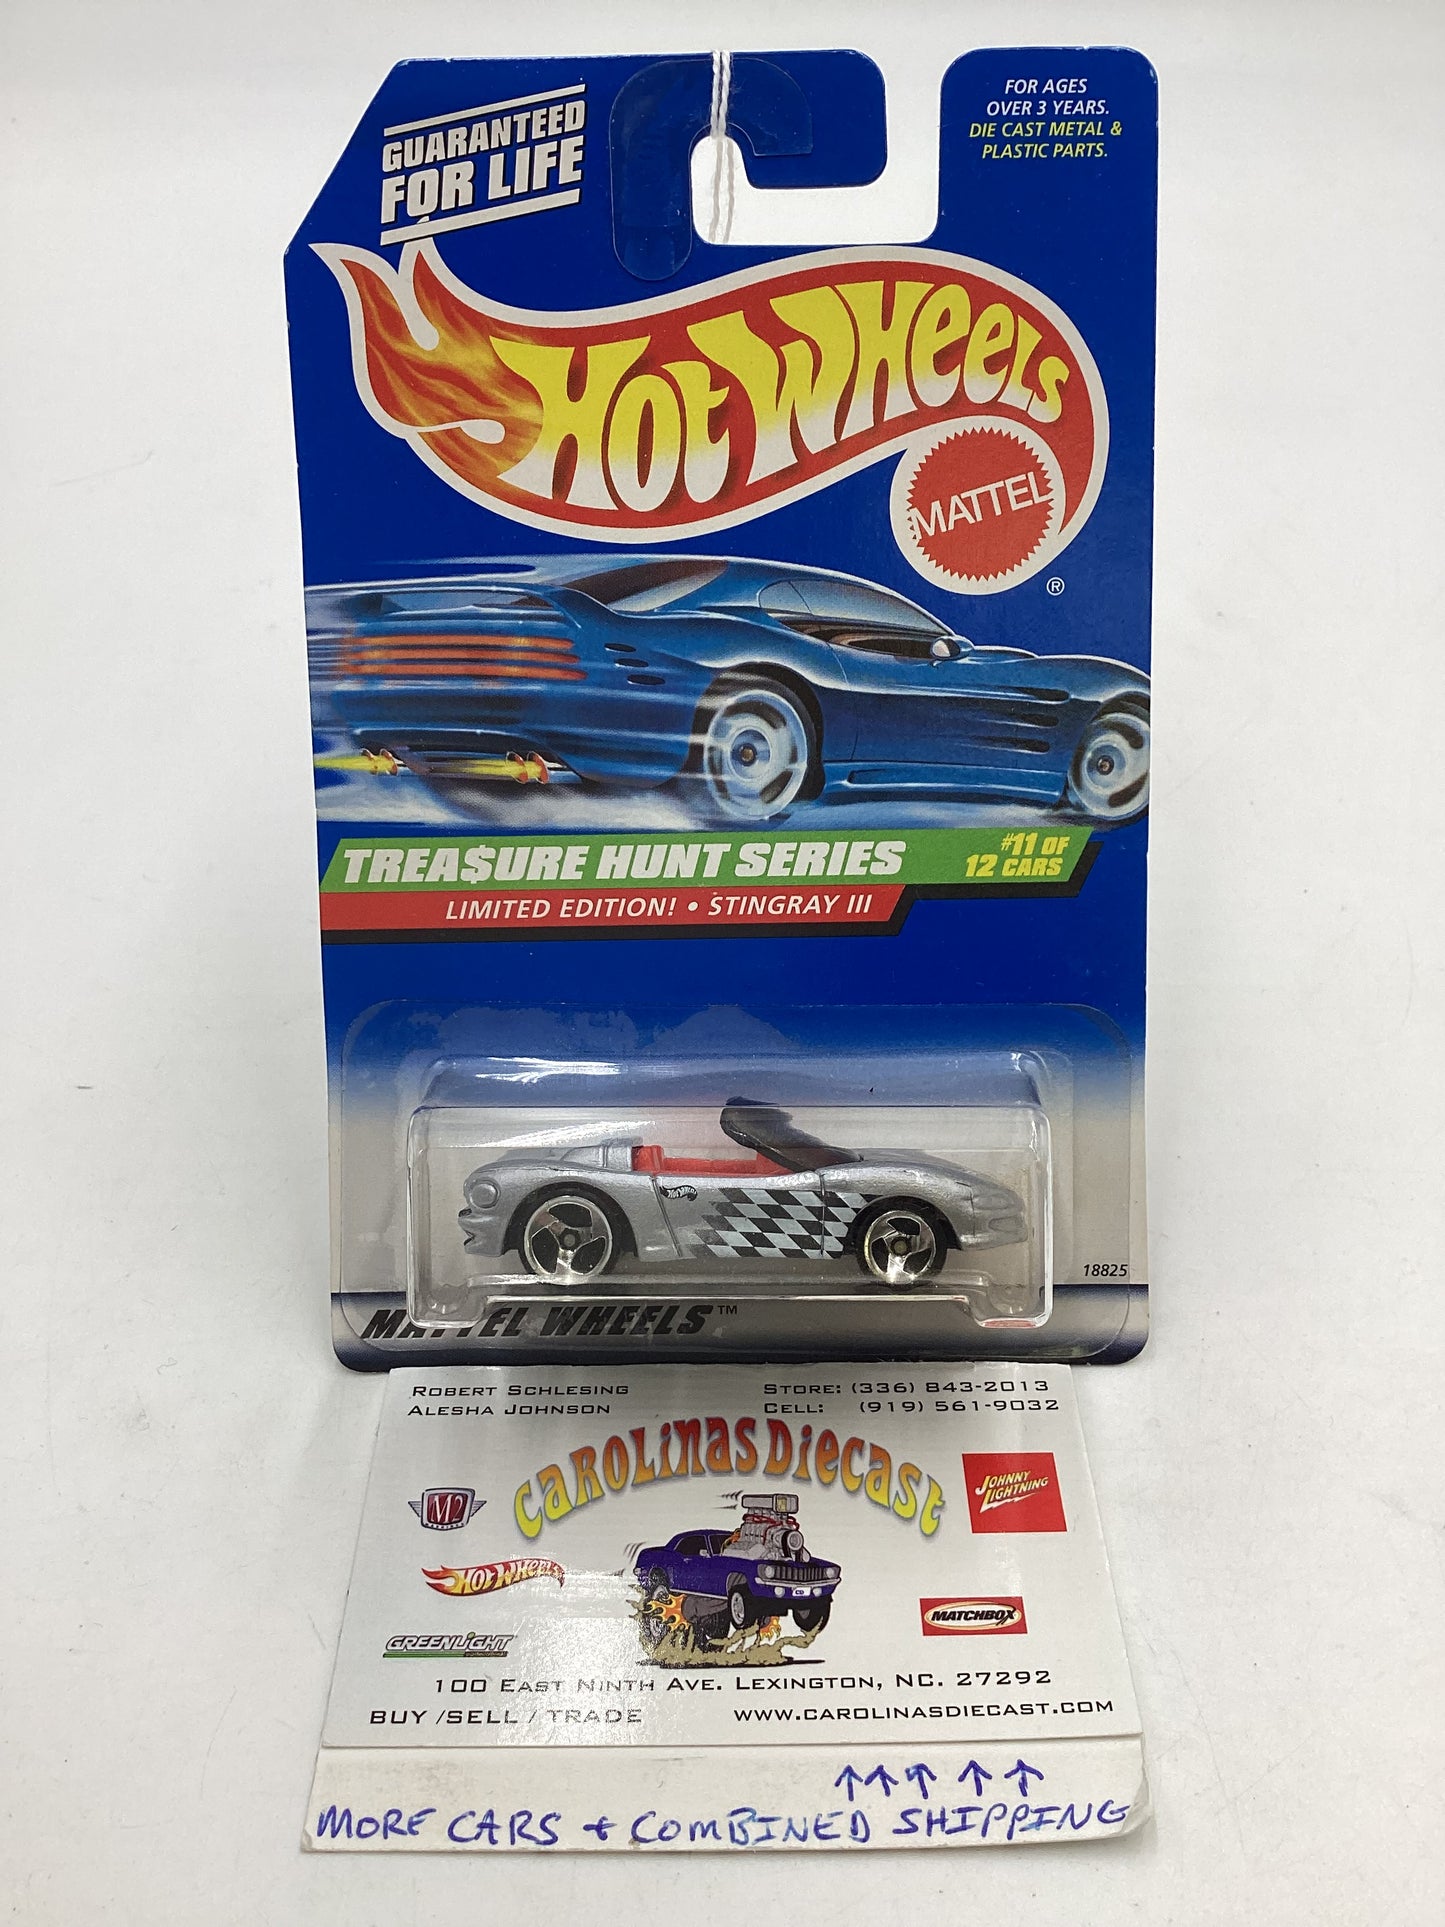 GUARANTEED
FOR LIFE
FOR AGES
OVER 3 YEARS.
DIE CAST METAL &
PLASTIC PARTS.
HOT WHEELS
MATTEL
®
TREA$URE HUNT SERIES
#11 OF
12 CARS
LIMITED EDITION! • STINGRAY III
HOT WHEELS
18825
MATTEL WHEELS™
ROBERT SCHLESING
ALESHA JOHNSON
STORE: (336) 843-2013
CELL: (919) 561-9032
CAROLINAS DIECAST
M2
JOHNNY
LIGHTNING
HOT WHEELS
CD
MATCHBOX
GREENLIGHT
100 EAST NINTH AVE. LEXINGTON, NC. 27292
BUY /SELL / TRADE
WWW.CAROLINASDIECAST.COM
↑↑↑ ↑ ↑
MORE CARS + COMBINED SHIPPING